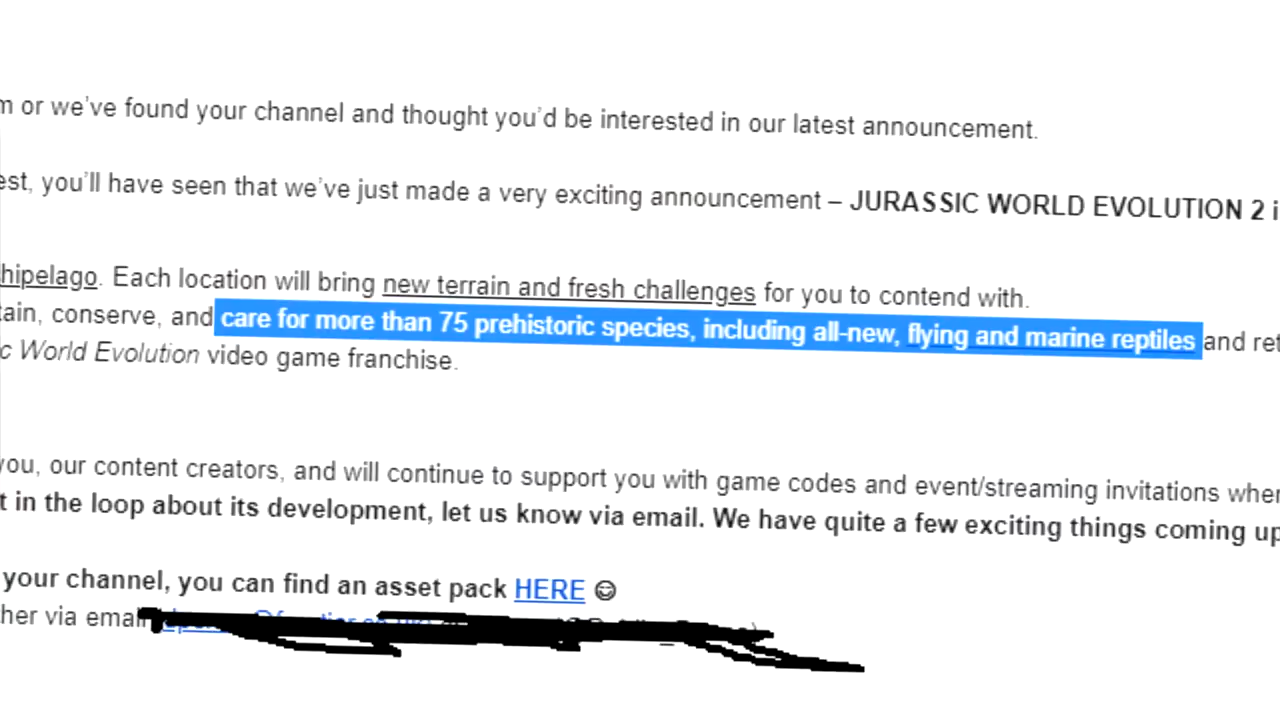 m or we've found your channel and thought you'd be interested in our latest announcement.
est, you'll have seen that we've just made a very exciting announcement – JURASSIC WORLD EVOLUTION 2 i
hipelago. Each location will bring new terrain and fresh challenges for you to contend with.
tain, conserve, and care for more than 75 prehistoric species, including all-new, flying and marine reptiles and ret
c World Evolution video game franchise.
you, our content creators, and will continue to support you with game codes and event/streaming invitations when
t in the loop about its development, let us know via email. We have quite a few exciting things coming up
your channel, you can find an asset pack HERE ☺
ther via email